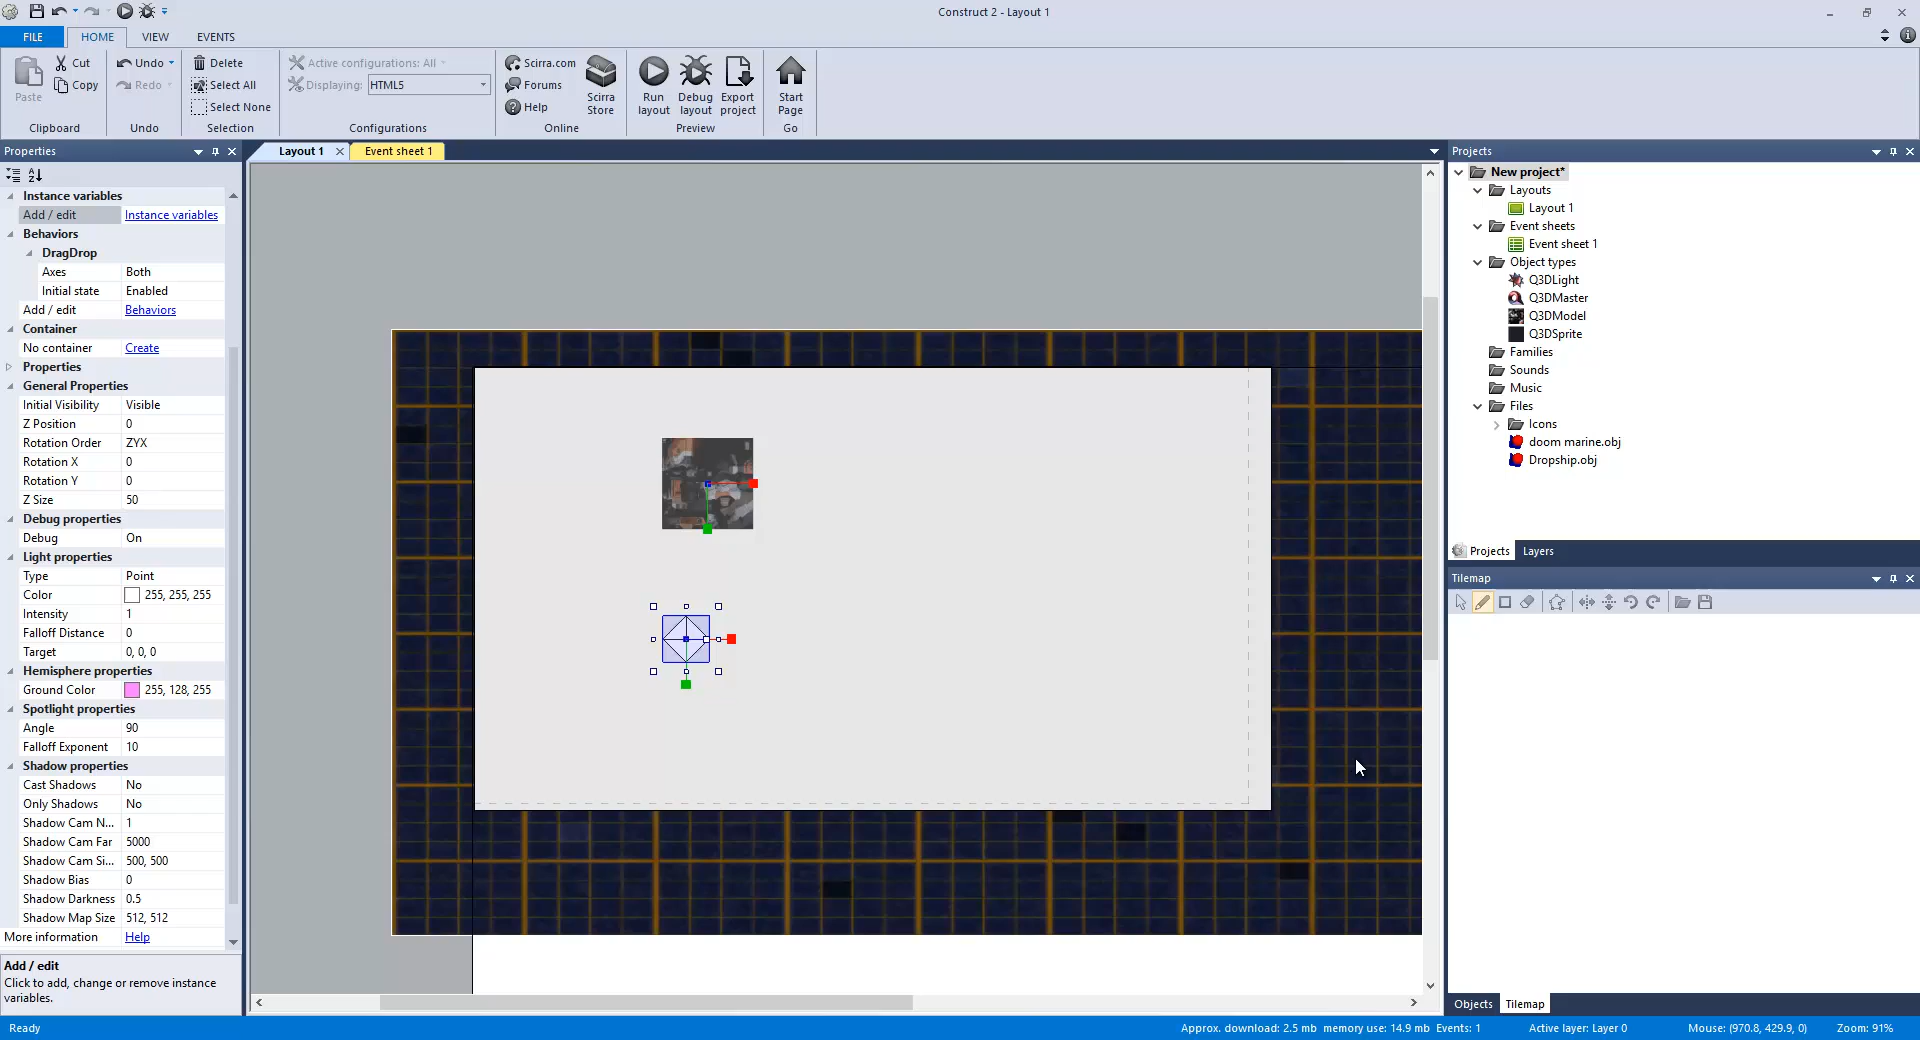 Construct 2 - Layout 1
FILE
HOME
VIEW
EVENTS
Paste
Cut
Copy
Clipboard
Undo
Redo
Undo
Delete
Select All
Select None
Selection
Active configurations: All
Displaying:
HTML5
Configurations
Scirra.com
Forums
Help
Scirra
Store
Online
Run
layout
Debug
layout
Export
project
Preview
Start
Page
Go
Properties
Instance variables
Add / edit Instance variables
Behaviors
DragDrop
Axes Both
Initial state Enabled
Add / edit Behaviors
Container
No container Create
Properties
General Properties
Initial Visibility Visible
Z Position 0
Rotation Order ZYX
Rotation X 0
Rotation Y 0
Z Size 50
Debug properties
Debug On
Light properties
Type Point
Color 255, 255, 255
Intensity 1
Falloff Distance 0
Target 0, 0, 0
Hemisphere properties
Ground Color 255, 128, 255
Spotlight properties
Angle 90
Falloff Exponent 10
Shadow properties
Cast Shadows No
Only Shadows No
Shadow Cam N... 1
Shadow Cam Far 5000
Shadow Cam Si... 500, 500
Shadow Bias 0
Shadow Darkness 0.5
Shadow Map Size 512, 512
More information Help
Add / edit
Click to add, change or remove instance
variables.
Layout 1
Event sheet 1
Projects
New project*
Layouts
Layout 1
Event sheets
Event sheet 1
Object types
Q3DLight
Q3DMaster
Q3DModel
Q3DSprite
Families
Sounds
Music
Files
Icons
doom marine.obj
Dropship.obj
Projects
Layers
Tilemap
Objects
Tilemap
Ready
Approx. download: 2.5 mb memory use: 14.9 mb Events: 1
Active layer: Layer 0
Mouse: (970.8, 429.9, 0)
Zoom: 91%